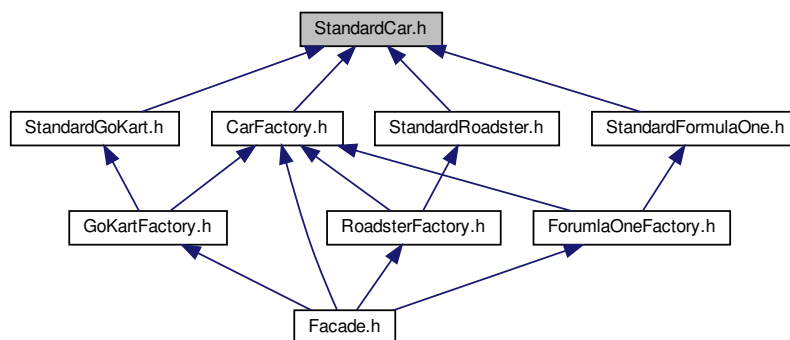 StandardCar.h
StandardGoKart.h
CarFactory.h
StandardRoadster.h
StandardFormulaOne.h
GoKartFactory.h
RoadsterFactory.h
ForumlaOneFactory.h
Facade.h